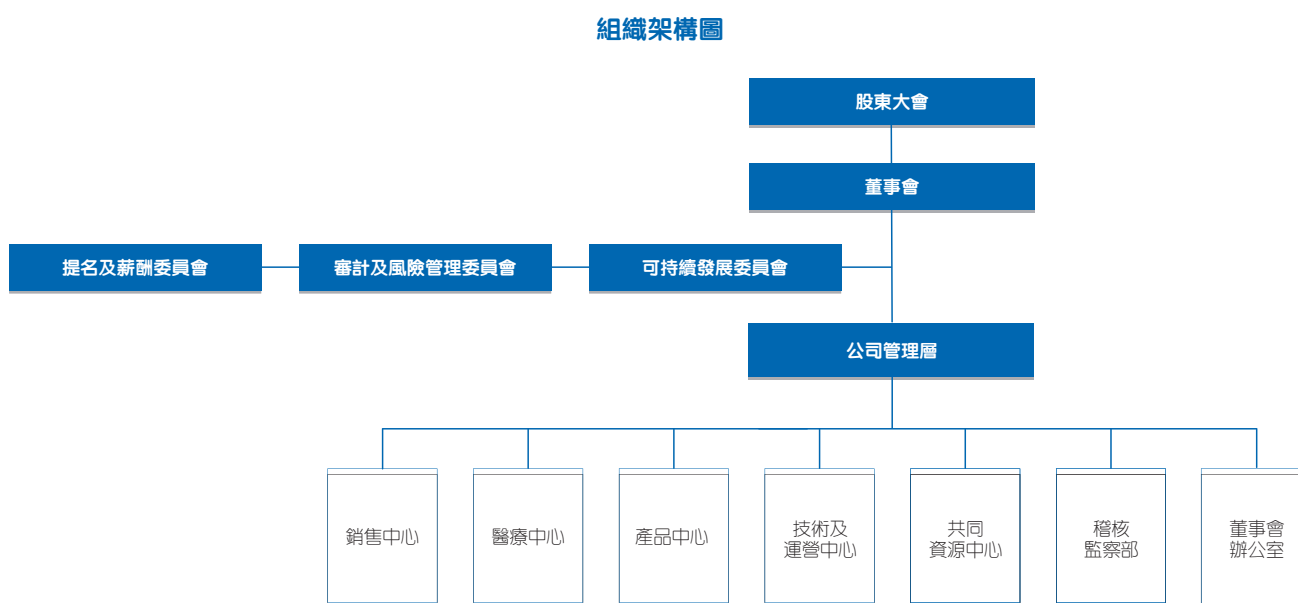 組織架構圖
股東大會
董事會
提名及薪酬委員會
審計及風險管理委員會
可持續發展委員會
公司管理層
銷售中心
醫療中心
產品中心
技術及
運營中心
共同
資源中心
稽核
監察部
董事會
辦公室